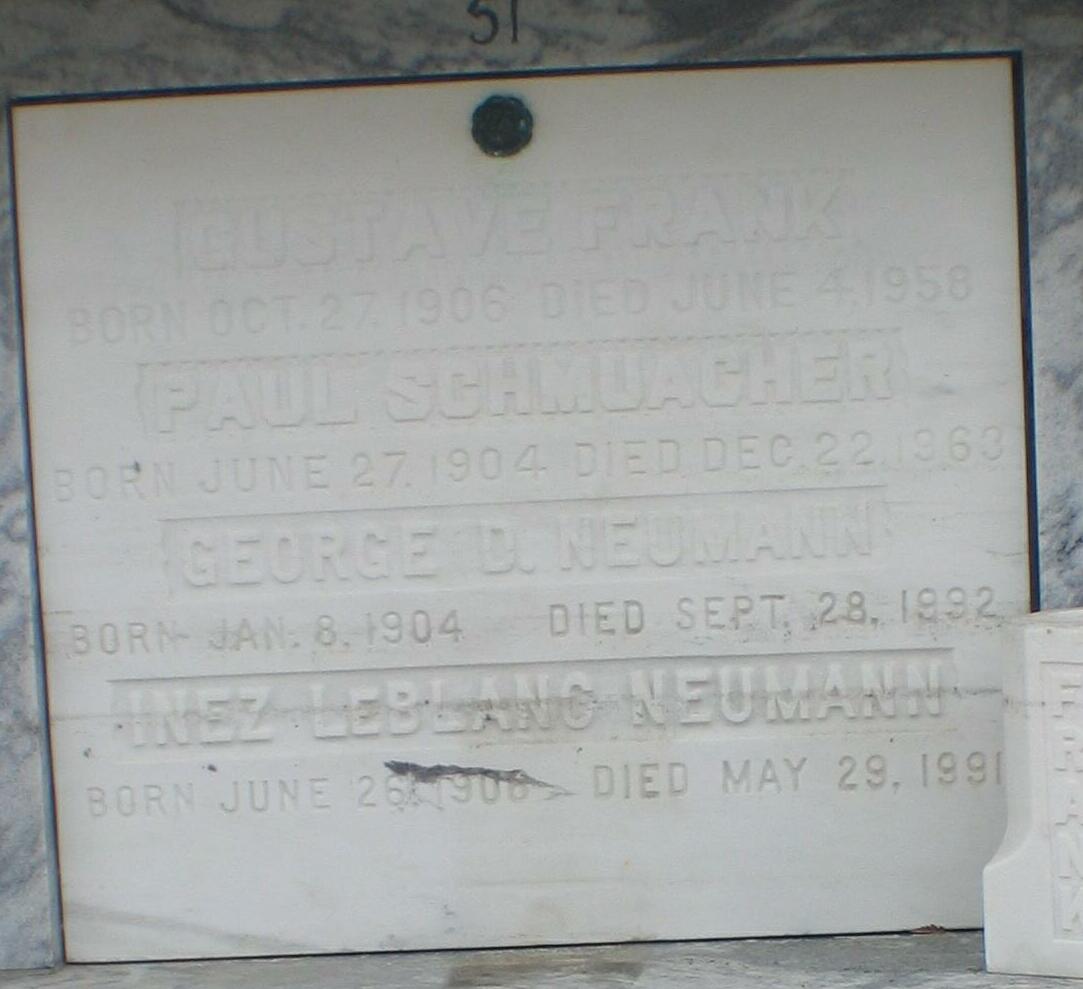 51
GUSTAVE FRANK
BORN OCT. 27, 1906 DIED JUNE 4, 1958
PAUL SCHMUACHER
BORN JUNE 27, 1904 DIED DEC. 22, 1963
GEORGE D. NEUMANN
BORN JAN. 8, 1904 DIED SEPT. 28, 1992
INEZ LEBLANC NEUMANN
BORN JUNE 26, 1908 DIED MAY 29, 1991
FRANK